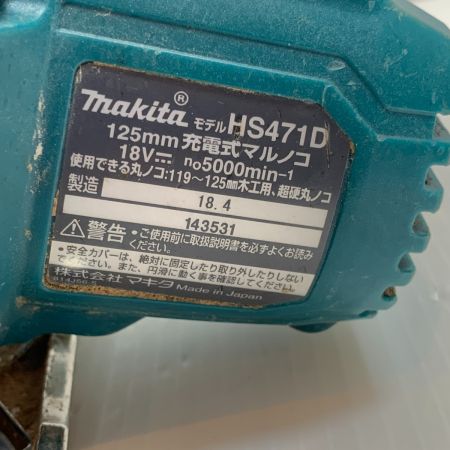 makita ® モデル HS471D
125mm 充電式マルノコ
18V⎓ n₀5000min-1
使用できる丸ノコ:119～125mm木工用、超硬丸ノコ
製造 18.4
143531
⚠警告 ・ご使用前に取扱説明書を必ずよくお読み
ください。
・安全カバーは、絶対に固定したり取り外したりしない
でください。また、円滑に動く事を確認してください。
株式会社 マキタ Made in Japan